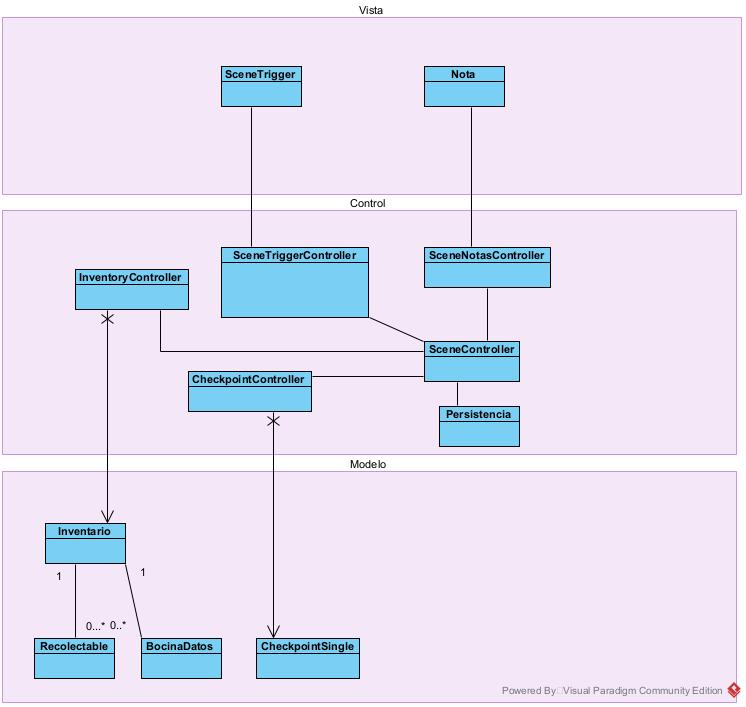 Vista
SceneTrigger
Nota
Control
SceneTriggerController
SceneNotasController
InventoryController
SceneController
CheckpointController
Persistencia
Modelo
Inventario
1
1
0...*
0..*
Recolectable
BocinaDatos
CheckpointSingle
Powered By Visual Paradigm Community Edition